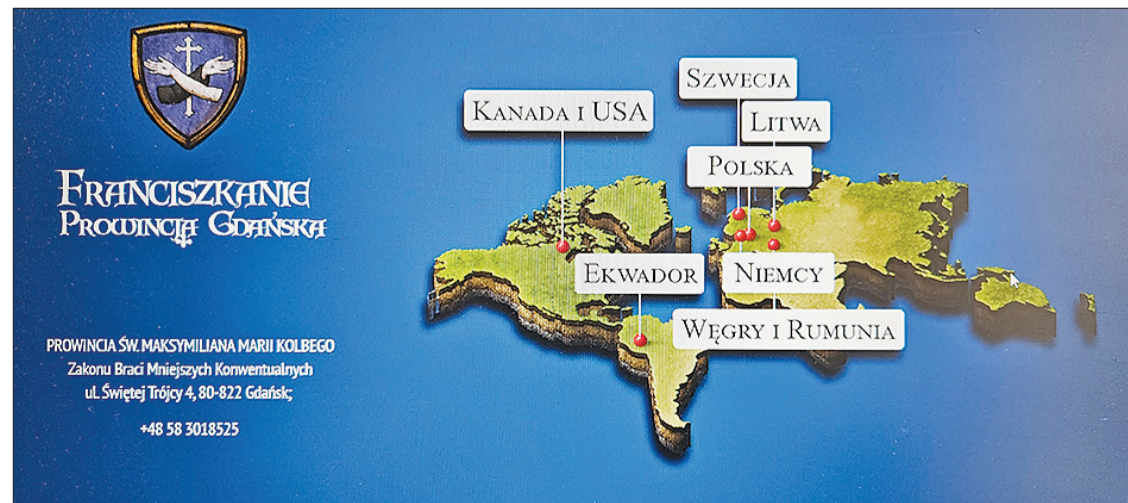 Franciszkanie
Prowincja Gdańska
PROWINCJA ŚW. MAKSYMILIANA MARII KOLBEGO
Zakonu Braci Mniejszych Konwentualnych
ul. Świętej Trójcy 4, 80-822 Gdańsk;
+48 58 3018525
Szwecja
Kanada i USA
Litwa
Polska
Ekwador
Niemcy
Węgry i Rumunia